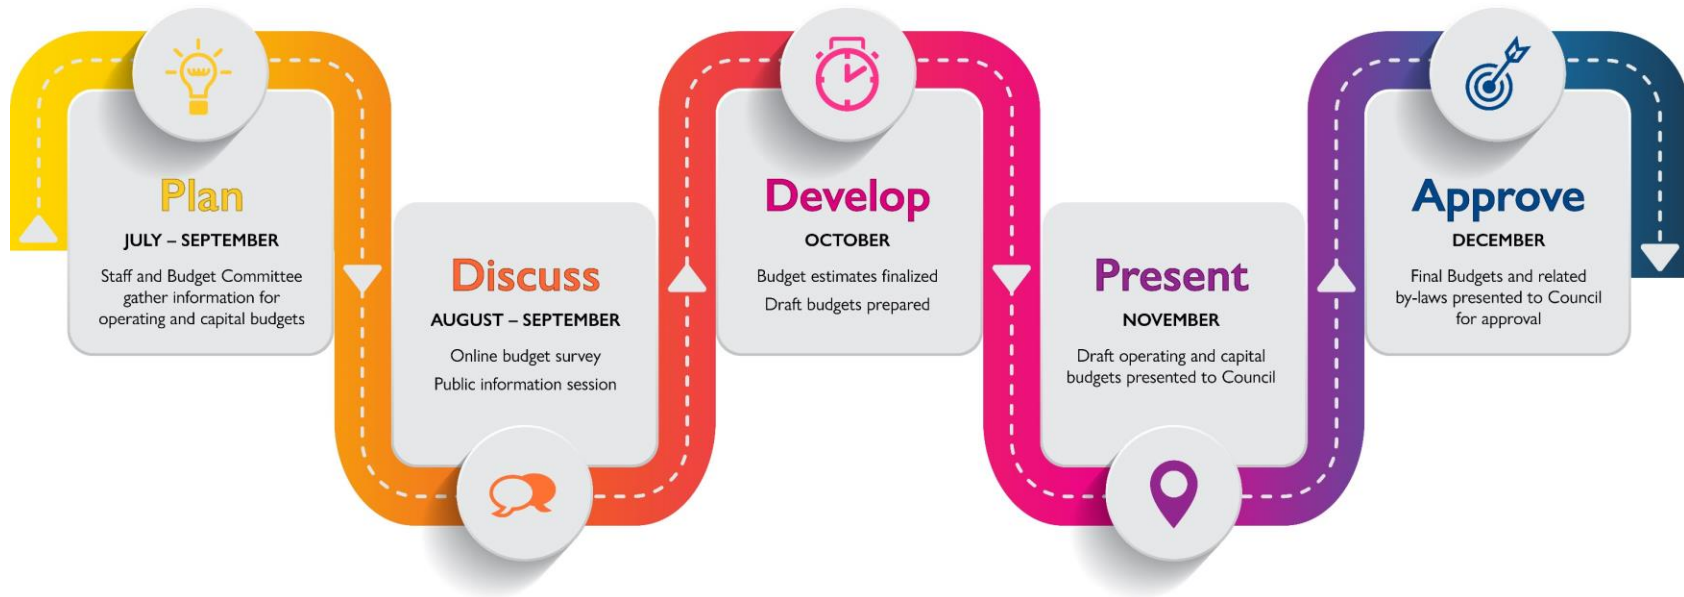 Plan
JULY – SEPTEMBER
Staff and Budget Committee
gather information for
operating and capital budgets
Discuss
AUGUST – SEPTEMBER
Online budget survey
Public information session
Develop
OCTOBER
Budget estimates finalized
Draft budgets prepared
Present
NOVEMBER
Draft operating and capital
budgets presented to Council
Approve
DECEMBER
Final Budgets and related
by-laws presented to Council
for approval